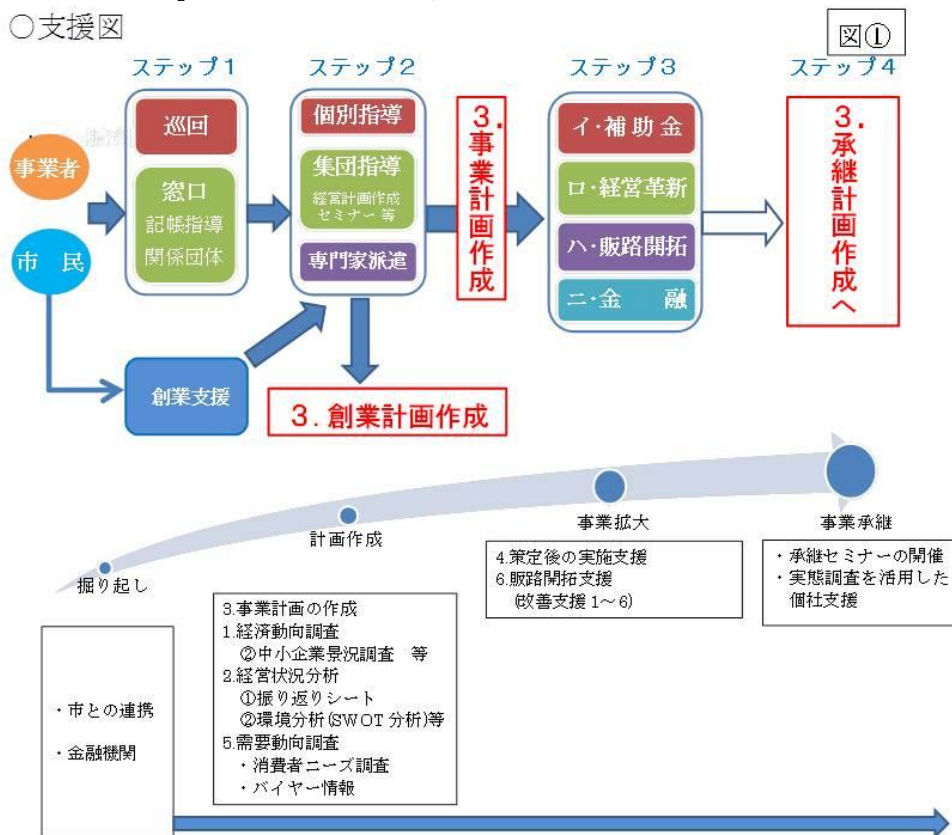 ○支援図
図①
ステップ1
ステップ2
ステップ3
ステップ4
事業者
市 民
巡回
窓口
記帳指導
関係団体
創業支援
個別指導
集団指導
経営計画作成
セミナー等
専門家派遣
3.事業計画作成
3.創業計画作成
イ・補助金
ロ・経営革新
ハ・販路開拓
ニ・金 融
3.承継計画作成へ
掘り起し
計画作成
事業拡大
事業承継
・市との連携
・金融機関
3.事業計画の作成
1.経済動向調査
②中小企業景況調査 等
2.経営状況分析
①振り返りシート
②環境分析(SWOT分析)等
5.需要動向調査
・消費者ニーズ調査
・バイヤー情報
4.策定後の実施支援
6.販路開拓支援
(改善支援1~6)
・承継セミナーの開催
・実態調査を活用した
個社支援